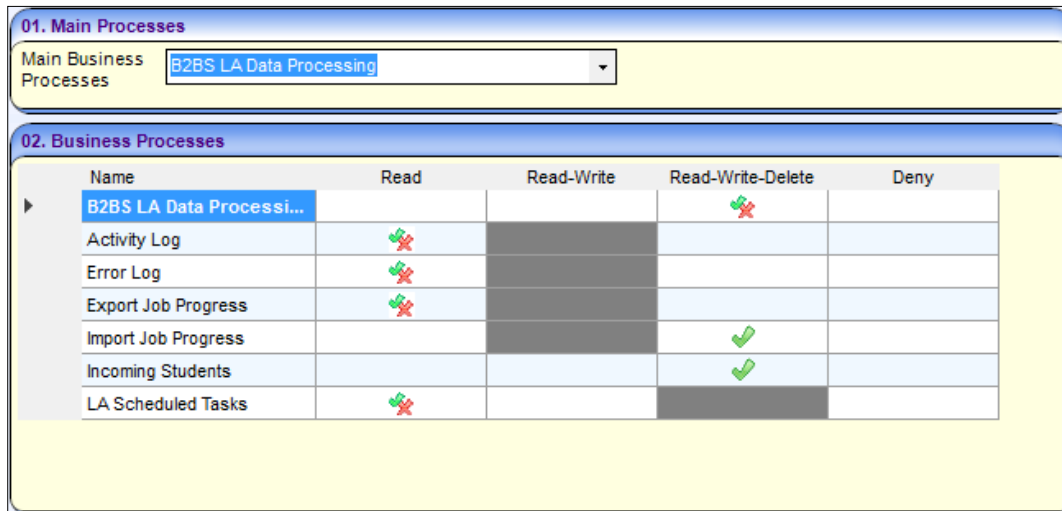 01. Main Processes
Main Business
Processes
B2BS LA Data Processing
02. Business Processes
Name Read Read-Write Read-Write-Delete Deny
B2BS LA Data Processi...
Activity Log
Error Log
Export Job Progress
Import Job Progress
Incoming Students
LA Scheduled Tasks